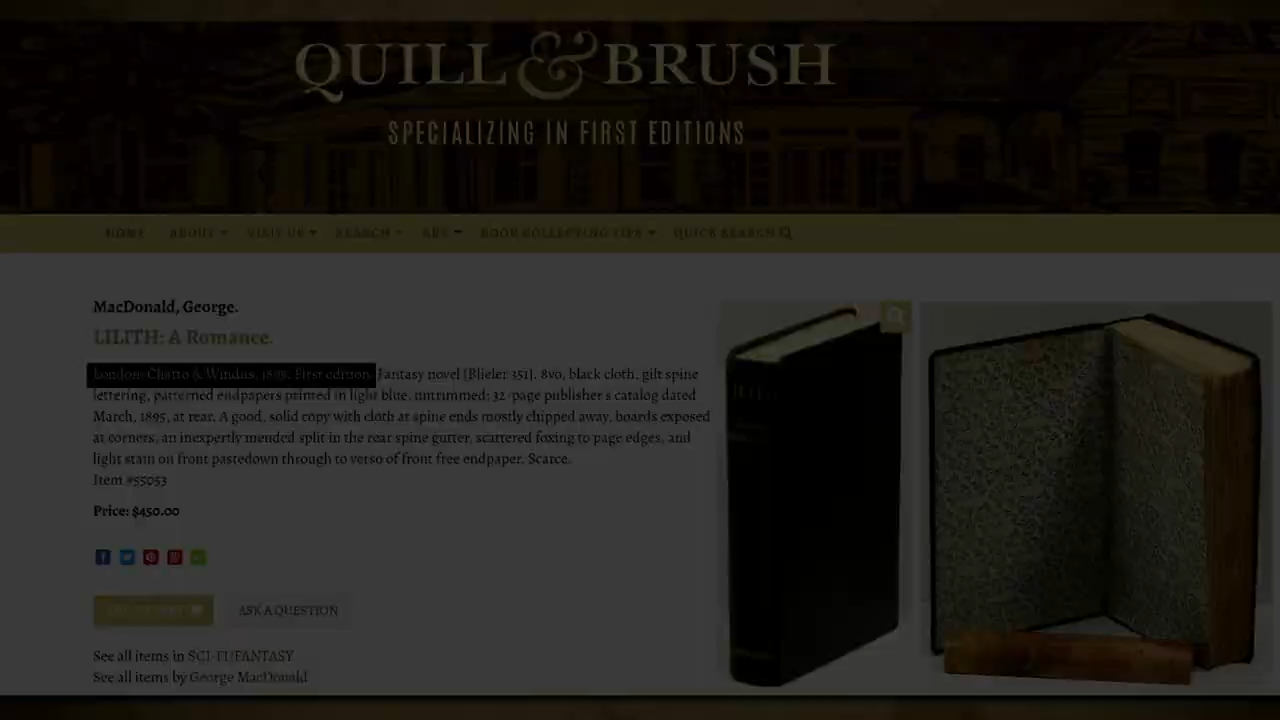 QUILL & BRUSH
SPECIALIZING IN FIRST EDITIONS
HOME ABOUT VISIT US SEARCH ART BOOK COLLECTING TIPS QUICK SEARCH
MacDonald, George.
LILITH: A Romance.
London: Chatto & Windus, 1895. First edition. Fantasy novel [Blieler 351]. 8vo, black cloth, gilt spine
lettering, patterned endpapers printed in light blue, untrimmed; 32-page publisher's catalog dated
March, 1895, at rear. A good, solid copy with cloth at spine ends mostly chipped away, boards exposed
at corners, an inexpertly mended split in the rear spine gutter, scattered foxing to page edges, and
light stain on front pastedown through to verso of front free endpaper. Scarce.
Item #55053
Price: $450.00
ADD TO CART ASK A QUESTION
See all items in SCI-FI/FANTASY
See all items by George MacDonald